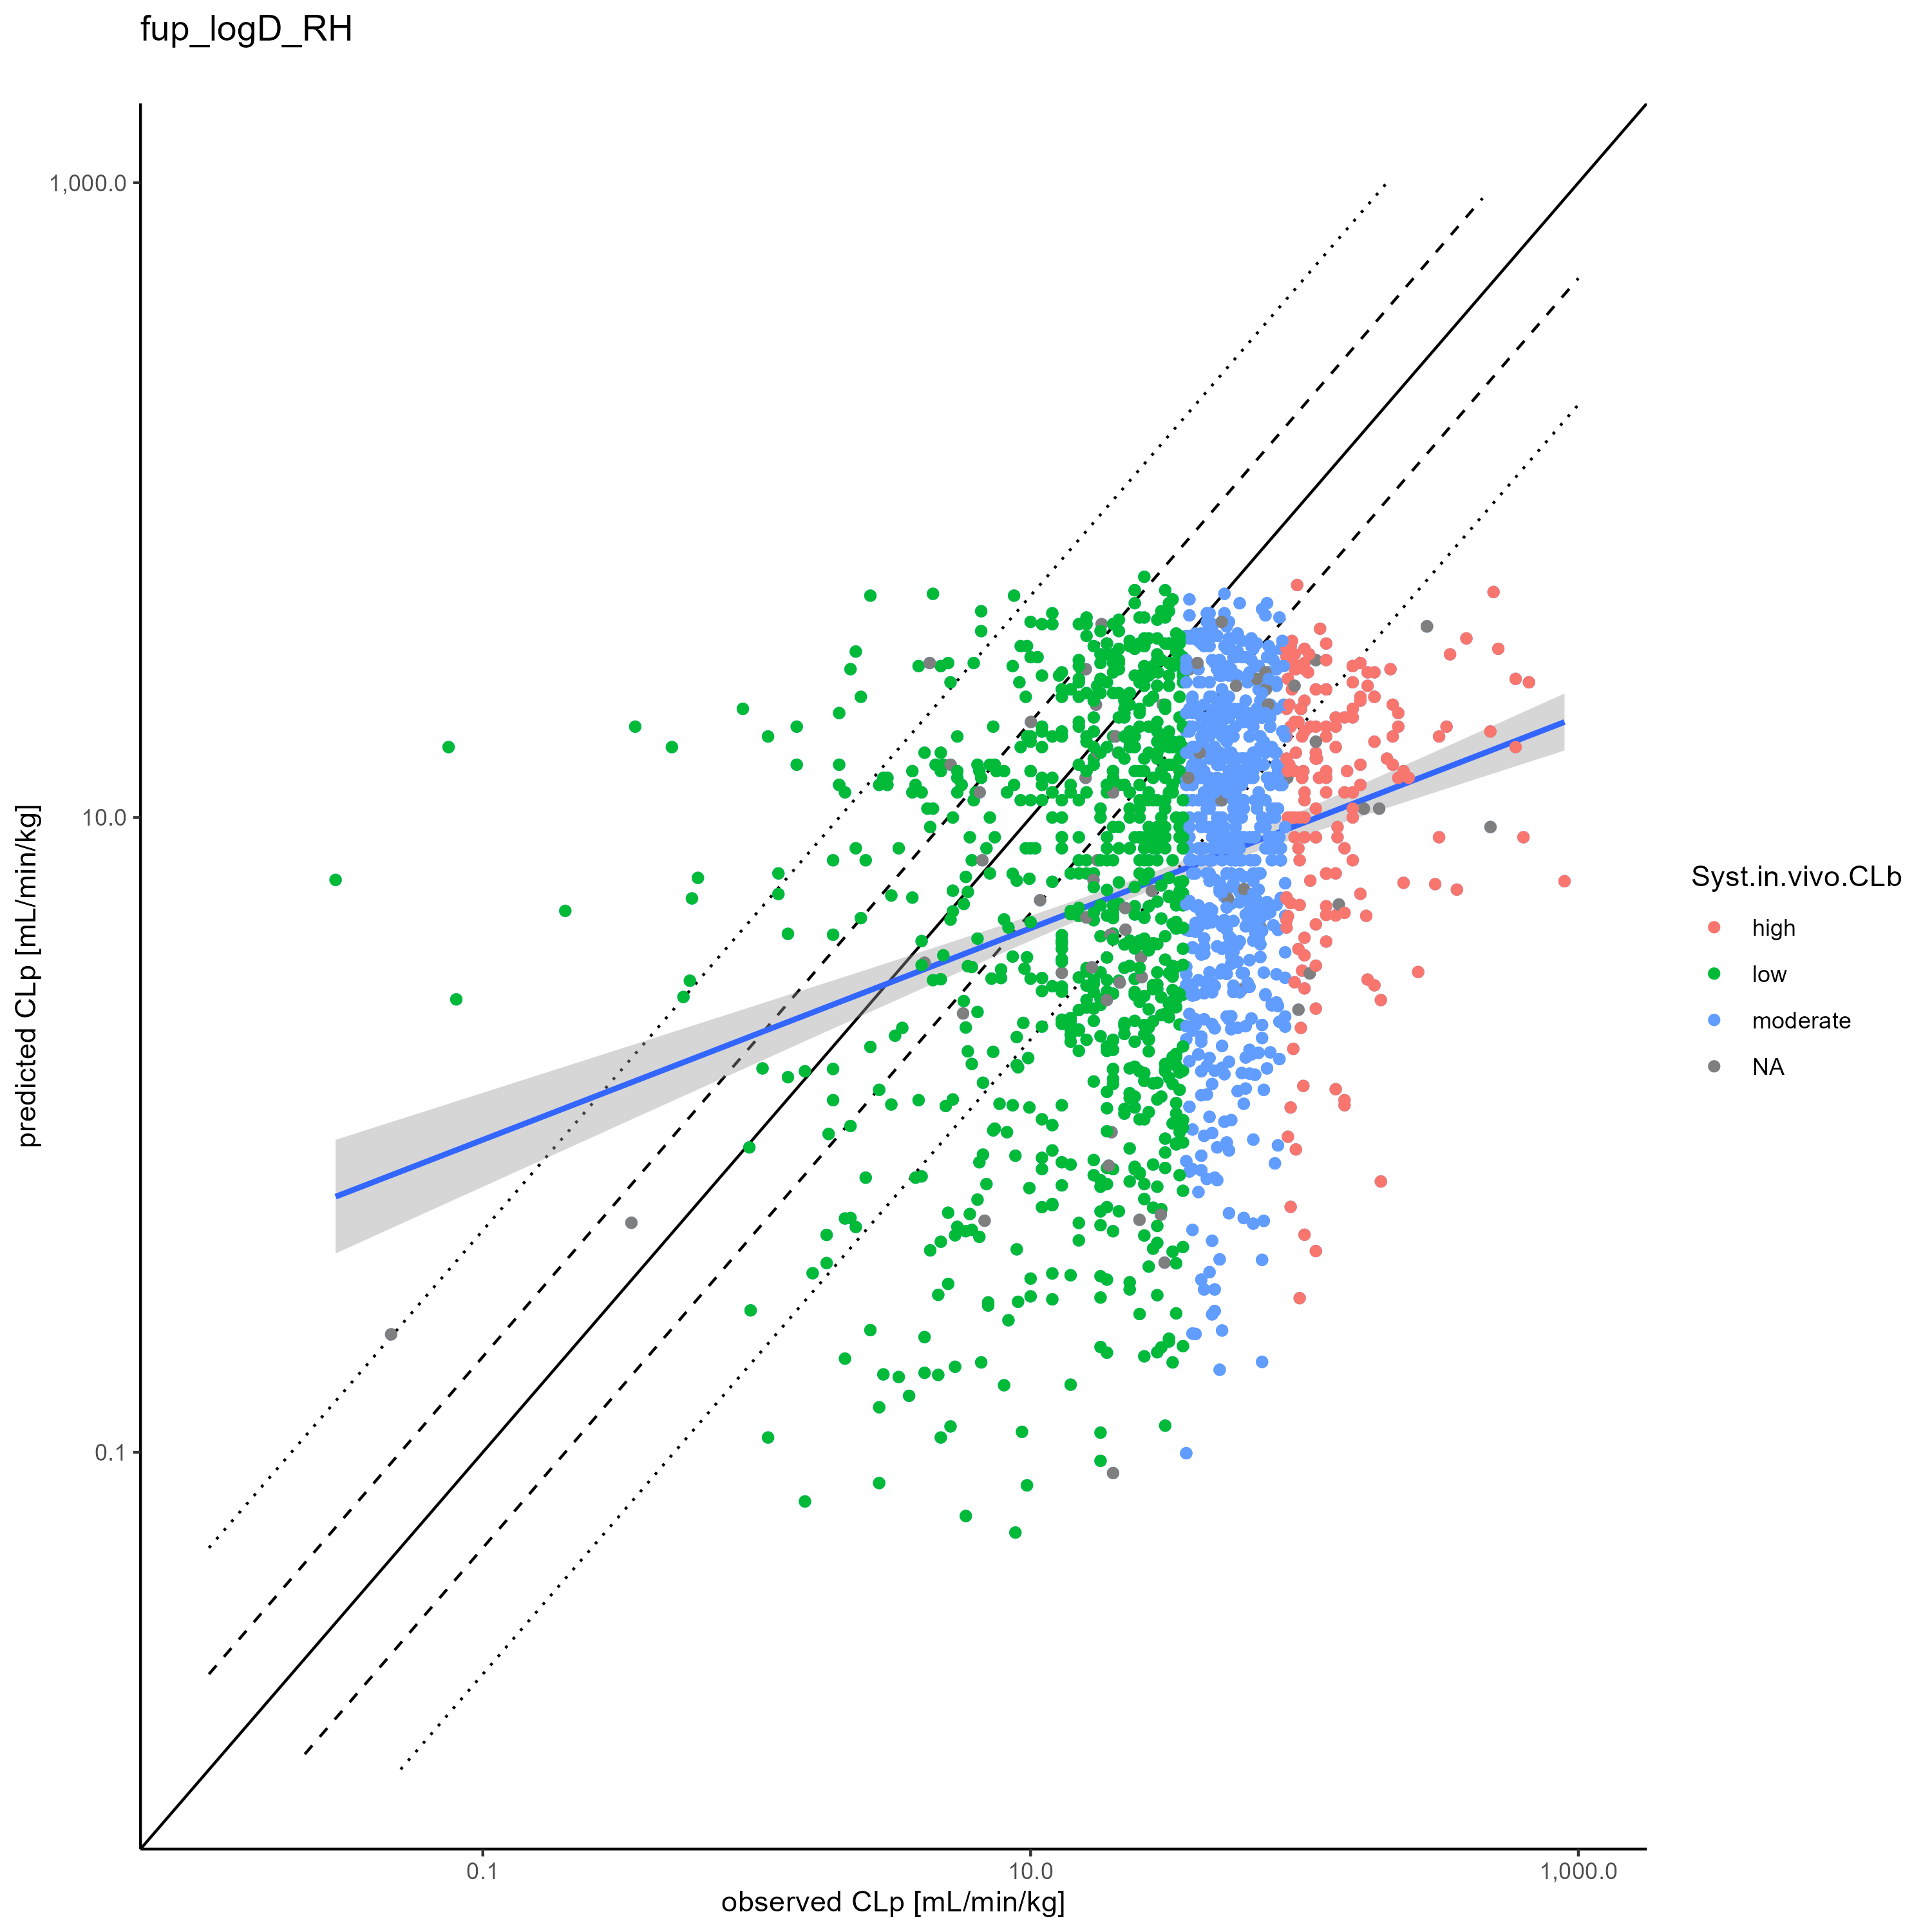 fup_logD_RH
1,000.0
10.0
0.1
predicted CLp [mL/min/kg]
0.1
10.0
1,000.0
observed CLp [mL/min/kg]
Syst.in.vivo.CLb
high
low
moderate
NA